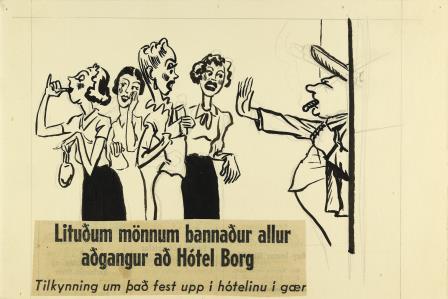 Lituðum mönnum bannaður allur
aðgangur að Hótel Borg
Tilkynning um það fest upp í hótelinu í gær